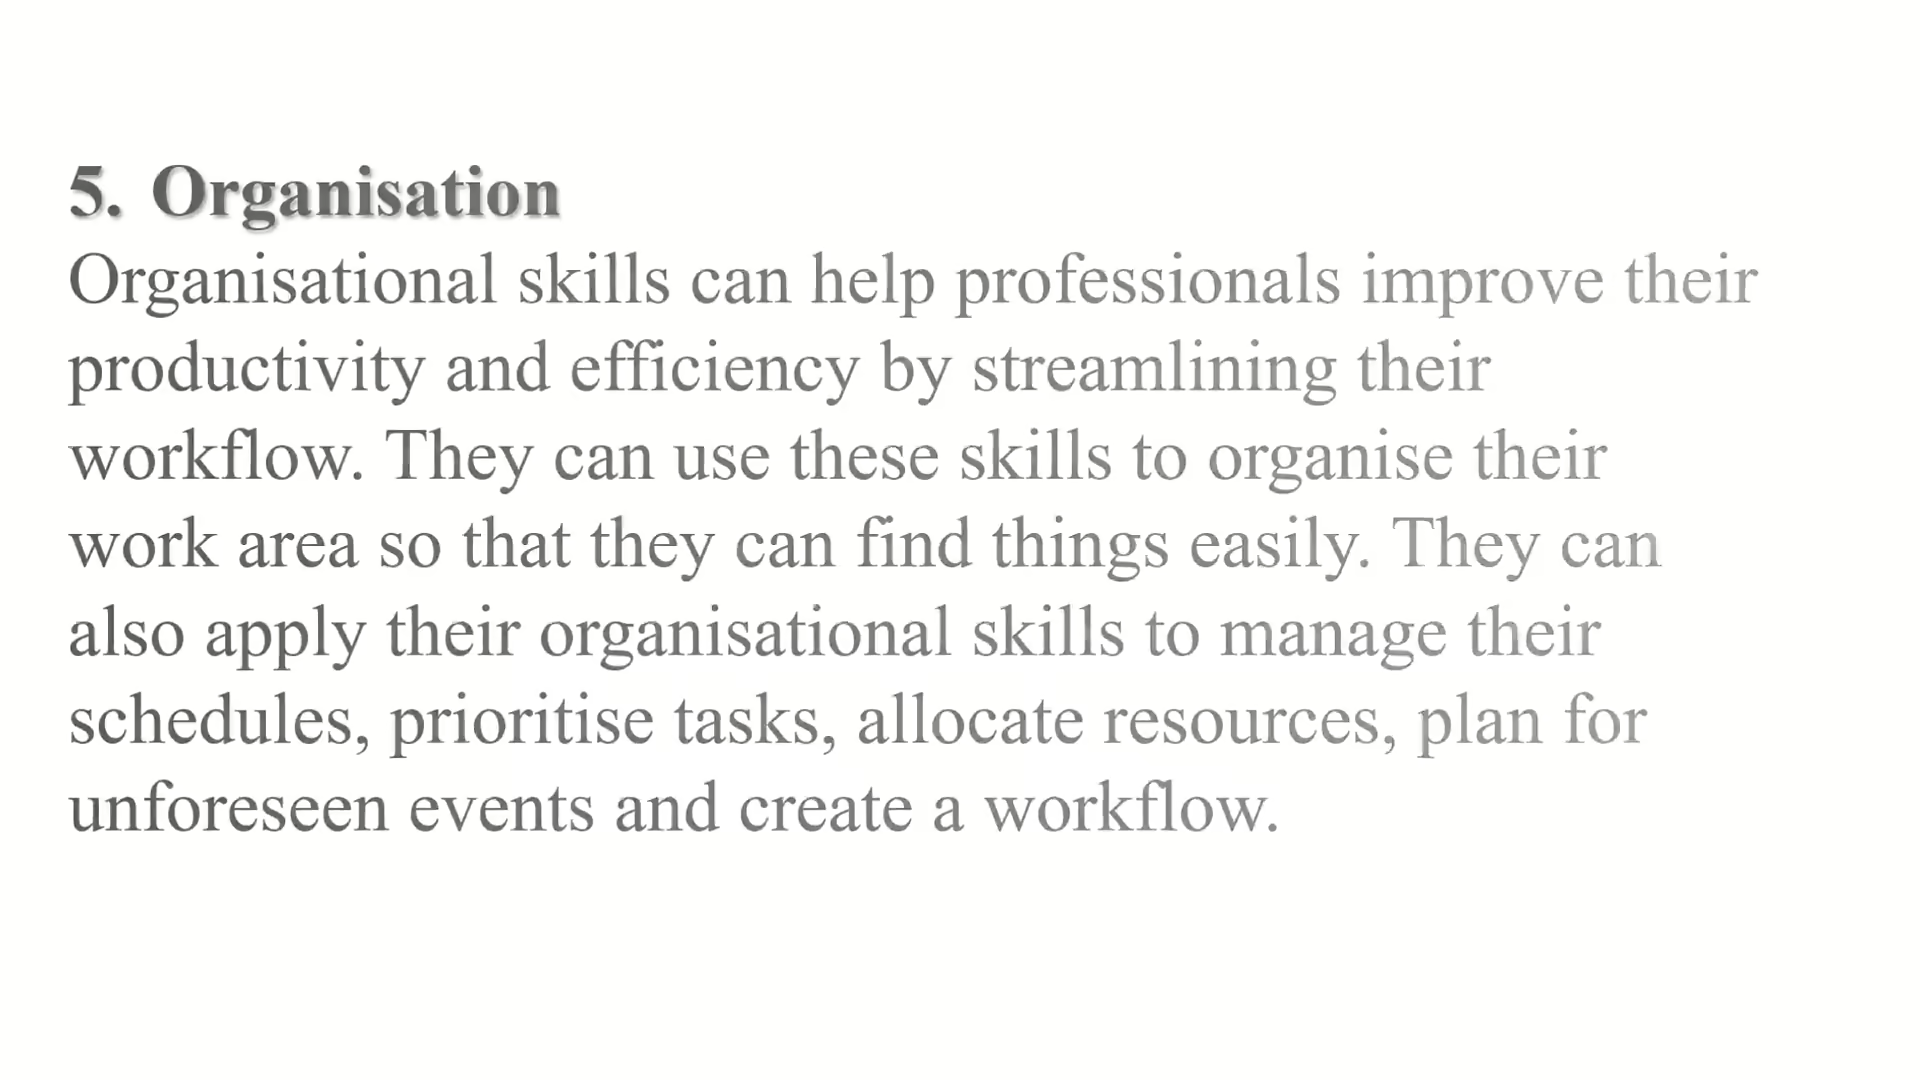 5. Organisation
Organisational skills can help professionals improve their
productivity and efficiency by streamlining their
workflow. They can use these skills to organise their
work area so that they can find things easily. They can
also apply their organisational skills to manage their
schedules, prioritise tasks, allocate resources, plan for
unforeseen events and create a workflow.